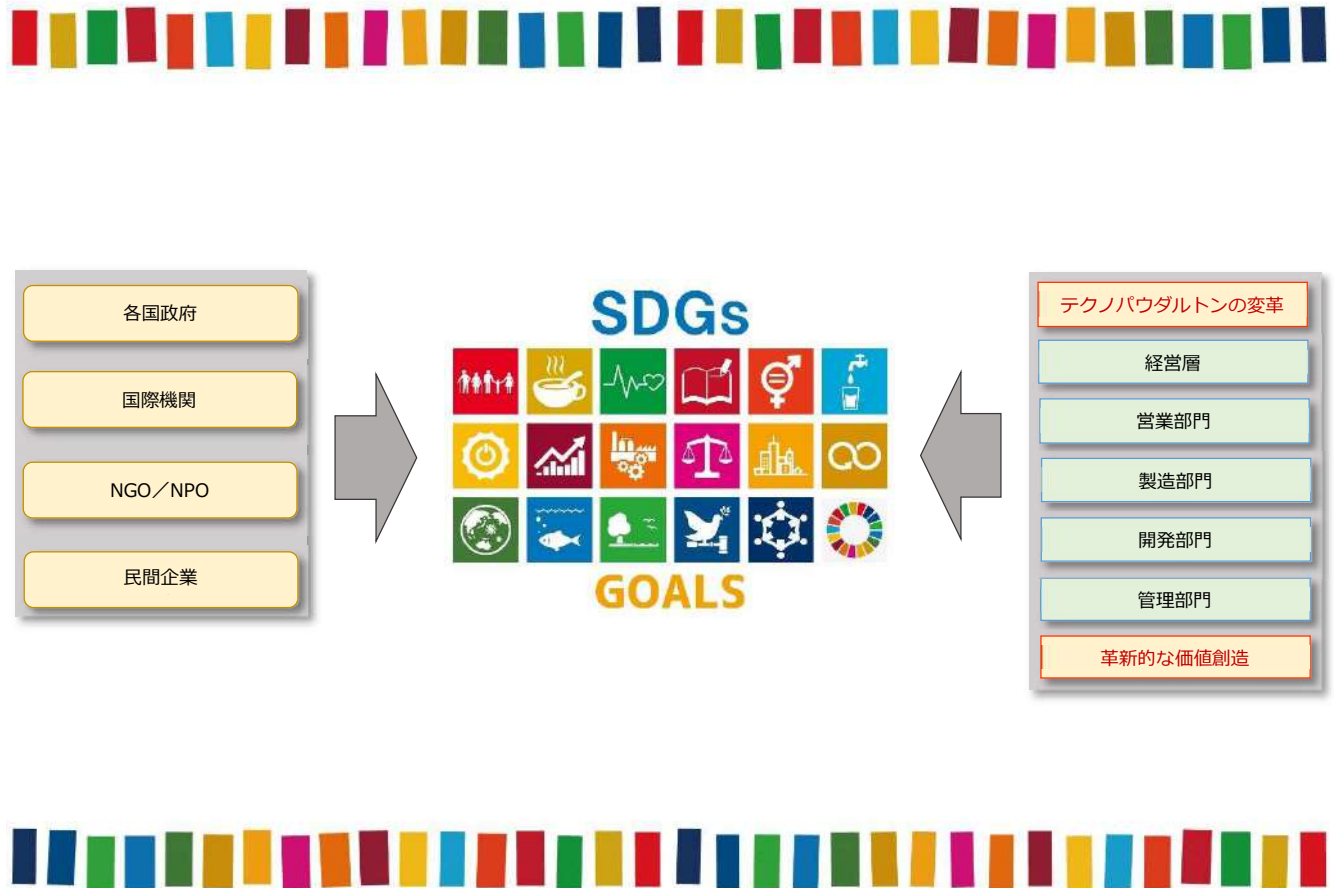 各国政府
国際機関
NGO／NPO
民間企業
SDGs
GOALS
テクノパウダルトンの変革
経営層
営業部門
製造部門
開発部門
管理部門
革新的な価値創造